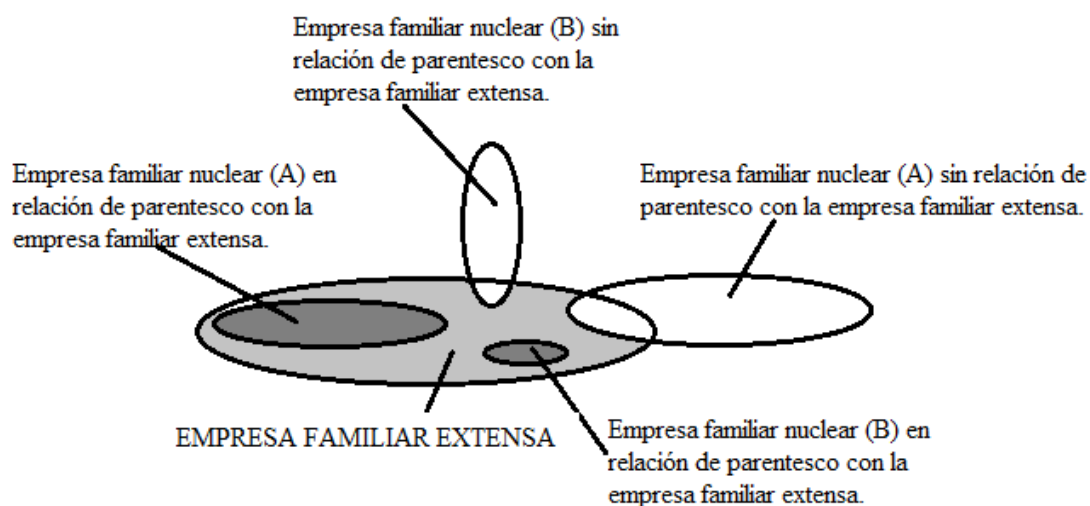 Empresa familiar nuclear (B) sin
relación de parentesco con la
empresa familiar extensa.
Empresa familiar nuclear (A) en
relación de parentesco con la
empresa familiar extensa.
Empresa familiar nuclear (A) sin relación de
parentesco con la empresa familiar extensa.
EMPRESA FAMILIAR EXTENSA
Empresa familiar nuclear (B) en
relación de parentesco con la
empresa familiar extensa.